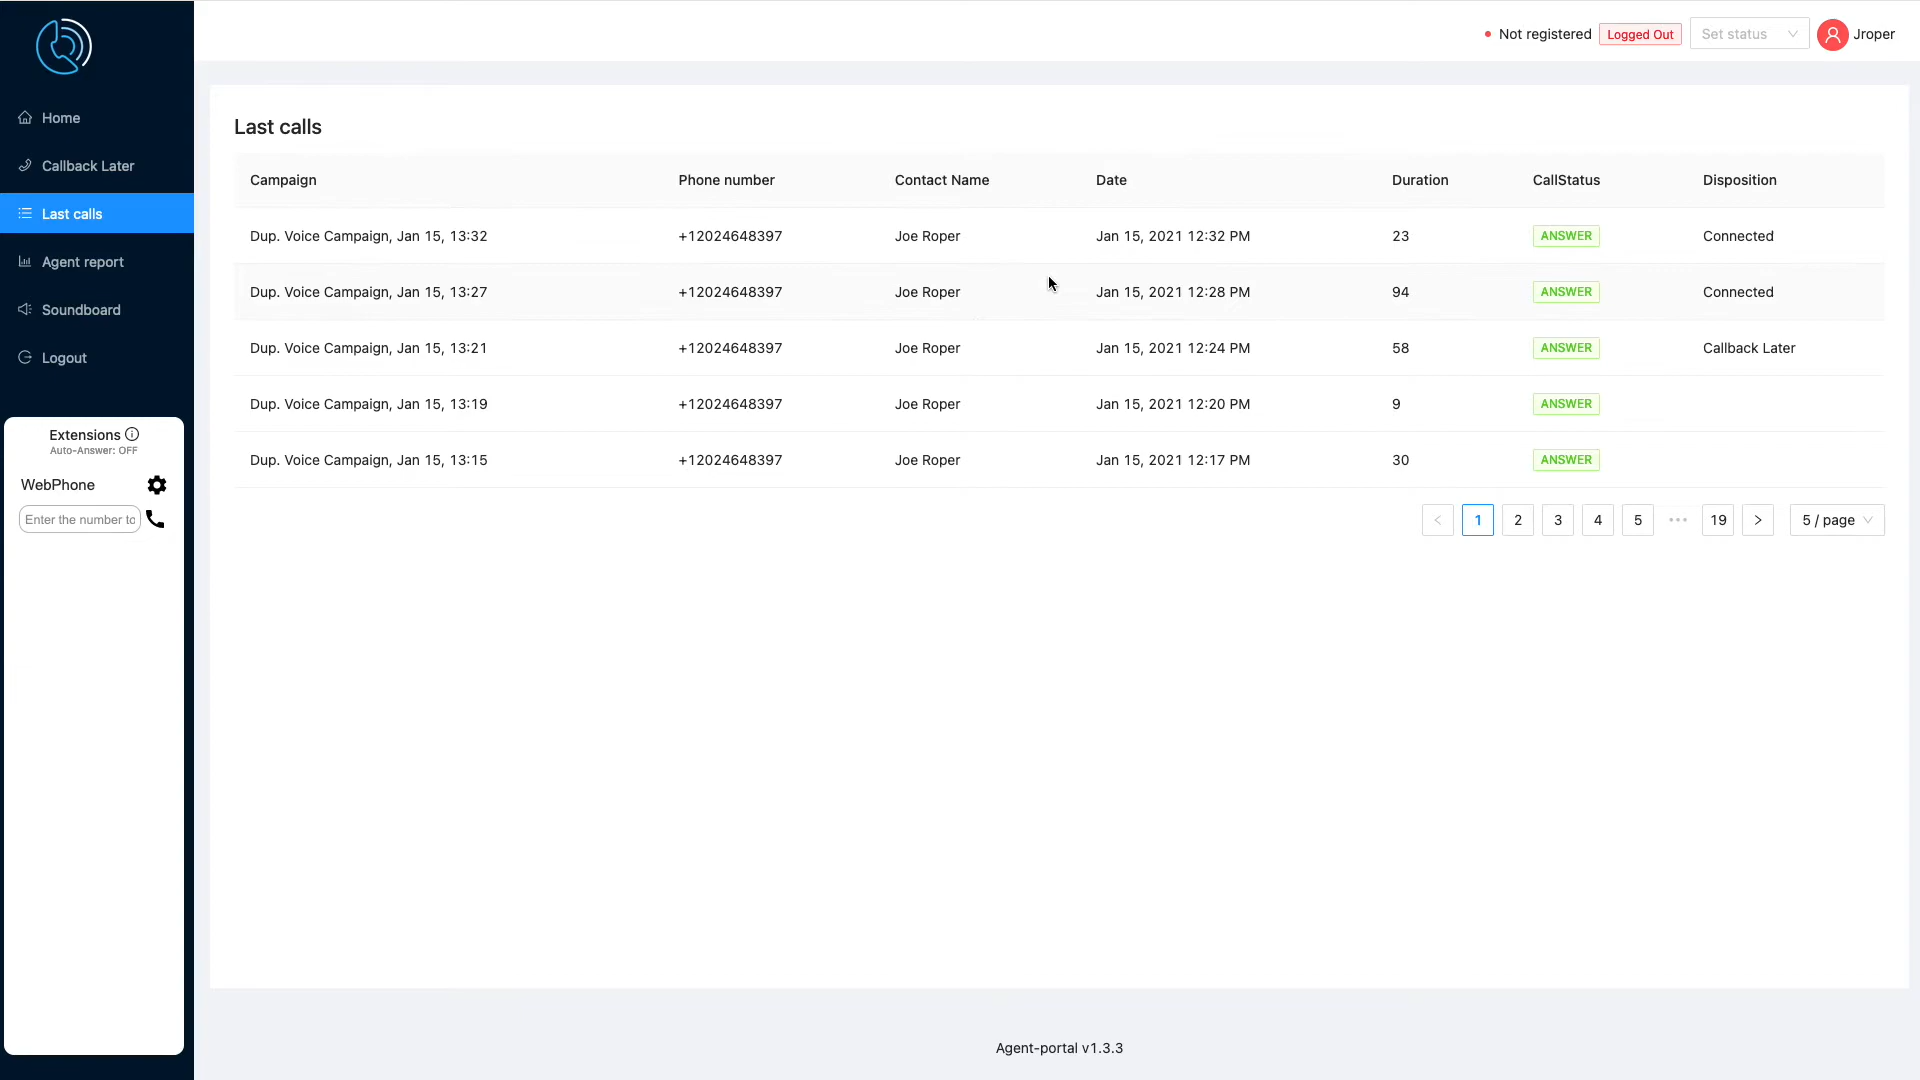 Not registered Logged Out Set status Jroper
Home
Callback Later
Last calls
Agent report
Soundboard
Logout
Extensions
Auto-Answer: OFF
WebPhone
Enter the number to
Last calls
Campaign Phone number Contact Name Date Duration CallStatus Disposition
Dup. Voice Campaign, Jan 15, 13:32 +12024648397 Joe Roper Jan 15, 2021 12:32 PM 23 ANSWER Connected
Dup. Voice Campaign, Jan 15, 13:27 +12024648397 Joe Roper Jan 15, 2021 12:28 PM 94 ANSWER Connected
Dup. Voice Campaign, Jan 15, 13:21 +12024648397 Joe Roper Jan 15, 2021 12:24 PM 58 ANSWER Callback Later
Dup. Voice Campaign, Jan 15, 13:19 +12024648397 Joe Roper Jan 15, 2021 12:20 PM 9 ANSWER
Dup. Voice Campaign, Jan 15, 13:15 +12024648397 Joe Roper Jan 15, 2021 12:17 PM 30 ANSWER
< 1 2 3 4 5 ••• 19 > 5 / page
Agent-portal v1.3.3